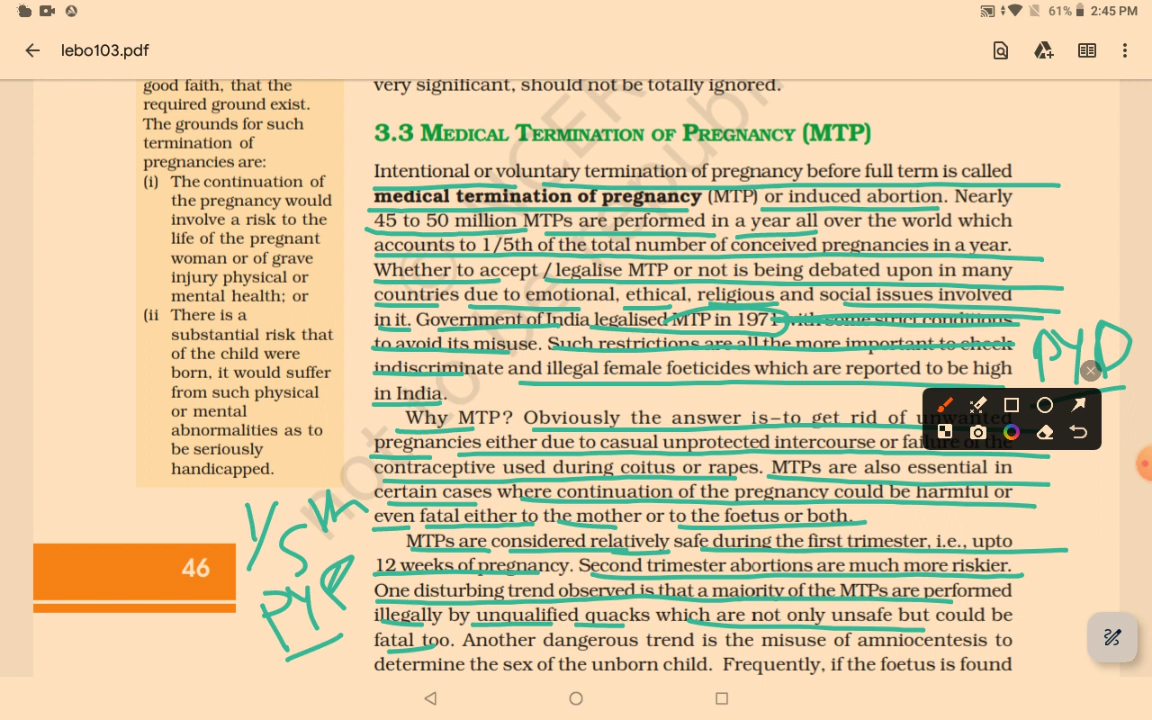 61% 2:45 PM
lebo103.pdf
good faith, that the
required ground exist.
The grounds for such
termination of
pregnancies are:
(i) The continuation of
the pregnancy would
involve a risk to the
life of the pregnant
woman or of grave
injury physical or
mental health; or
(ii There is a
substantial risk that
of the child were
born, it would suffer
from such physical
or mental
abnormalities as to
be seriously
handicapped.
46
very significant, should not be totally ignored.
3.3 MEDICAL TERMINATION OF PREGNANCY (MTP)
Intentional or voluntary termination of pregnancy before full term is called
medical termination of pregnancy (MTP) or induced abortion. Nearly
45 to 50 million MTPs are performed in a year all over the world which
accounts to 1/5th of the total number of conceived pregnancies in a year.
Whether to accept / legalise MTP or not is being debated upon in many
countries due to emotional, ethical, religious and social issues involved
in it. Government of India legalised MTP in 1971 with some strict conditions
to avoid its misuse. Such restrictions are all the more important to check
indiscriminate and illegal female foeticides which are reported to be high
in India.
Why MTP? Obviously the answer is–to get rid of unwanted
pregnancies either due to casual unprotected intercourse or failure of the
contraceptive used during coitus or rapes. MTPs are also essential in
certain cases where continuation of the pregnancy could be harmful or
even fatal either to the mother or to the foetus or both.
MTPs are considered relatively safe during the first trimester, i.e., upto
12 weeks of pregnancy. Second trimester abortions are much more riskier.
One disturbing trend observed is that a majority of the MTPs are performed
illegally by unqualified quacks which are not only unsafe but could be
fatal too. Another dangerous trend is the misuse of amniocentesis to
determine the sex of the unborn child. Frequently, if the foetus is found
PYQ
1/5th
PYQ